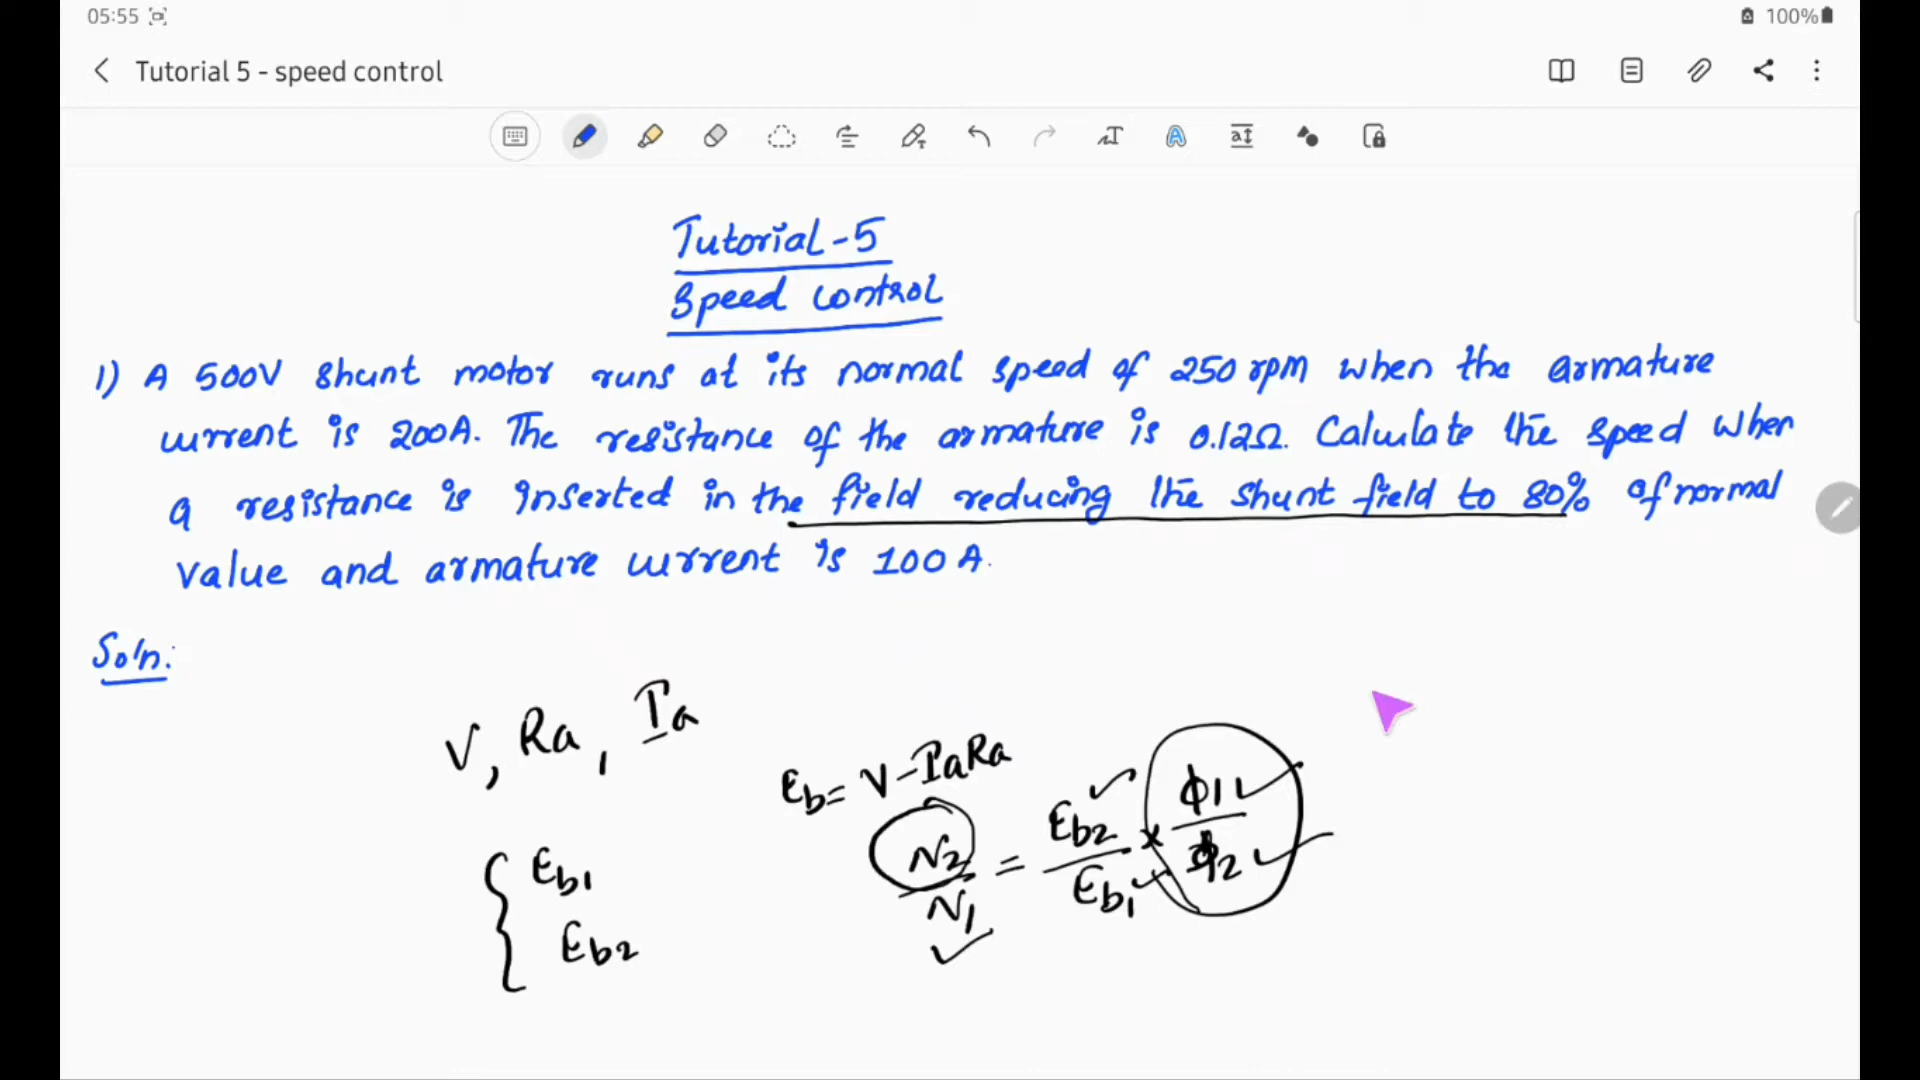 05:55
100%
Tutorial 5 - speed control
Tutorial-5
Speed control
1) A 500V shunt motor runs at its normal speed of 250 rpm when the armature
current is 200A. The resistance of the armature is 0.12Ω. Calculate the speed when
a resistance is inserted in the field reducing the shunt field to 80% of normal
value and armature current is 100 A.
Soln:
V, Ra, Ia
Eb = V-IaRa
N2/N1 = Eb2/Eb1 × ϕ1/ϕ2
{ Eb1
Eb2